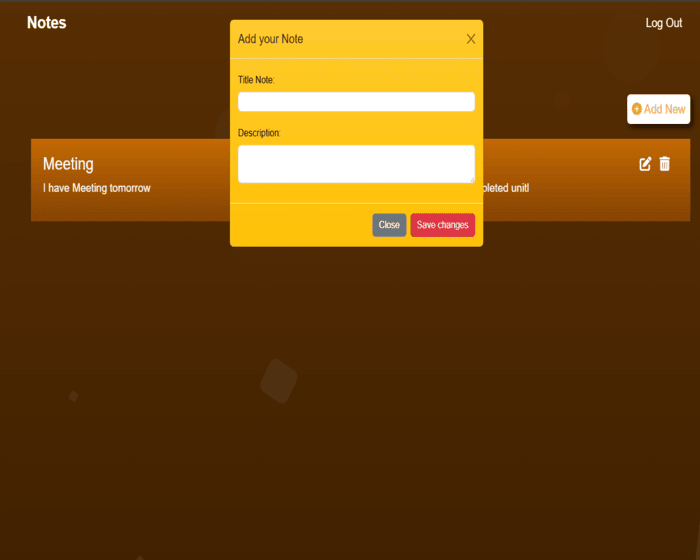 Notes
Log Out
Add your Note
Title Note:
Description:
Close
Save changes
Add New
Meeting
I have Meeting tomorrow
unitl